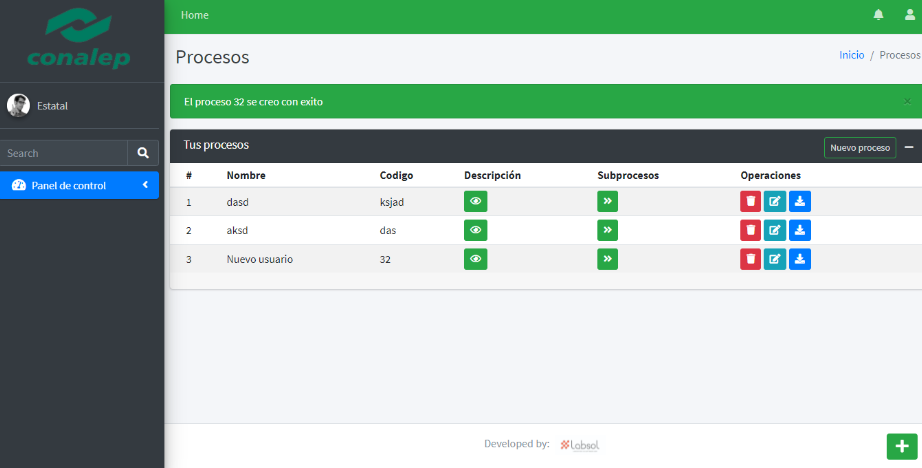 Home
conalep
Procesos
Inicio / Procesos
Estatal
El proceso 32 se creo con exito
×
Search
Tus procesos
Nuevo proceso
Panel de control
# Nombre Codigo Descripción Subprocesos Operaciones
1 dasd ksjad
2 aksd das
3 Nuevo usuario 32
Developed by: Labsol